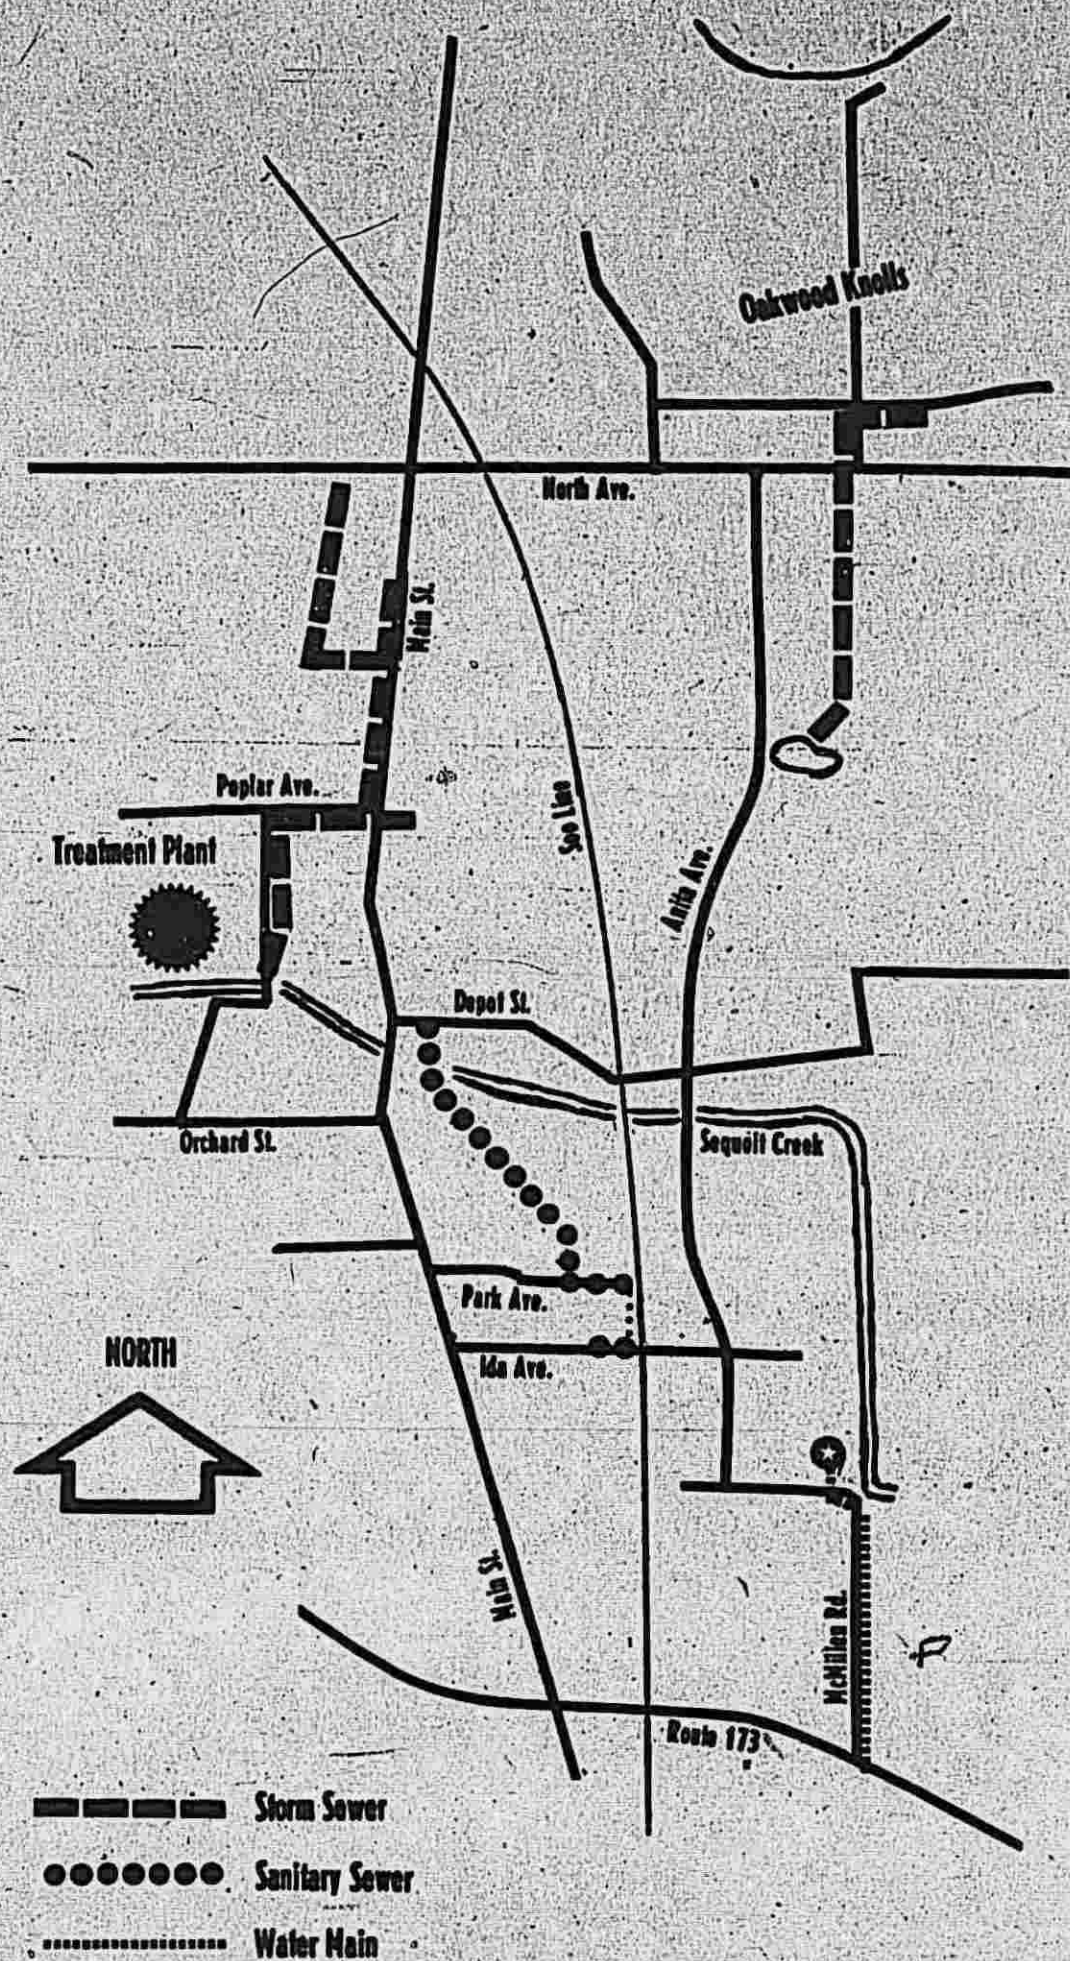 Oakwood Knolls
North Ave.
Main St.
Poplar Ave.
Soo Line
Treatment Plant
Anita Ave.
Depot St.
Orchard St.
Sequoit Creek
Park Ave.
NORTH
Ida Ave.
Main St.
McMillen Rd.
Route 173
Storm Sewer
Sanitary Sewer
Water Main